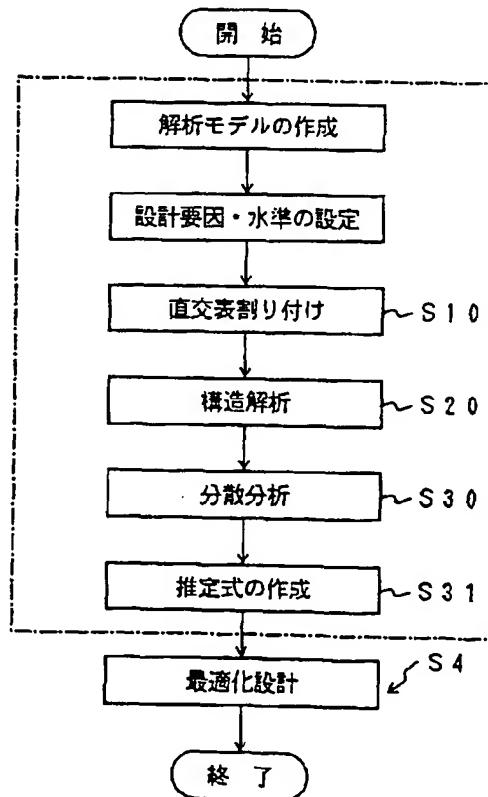 開 始
解析モデルの作成
設計要因・水準の設定
直交表割り付け S10
構造解析 S20
分散分析 S30
推定式の作成 S31
最適化設計 S4
終 了